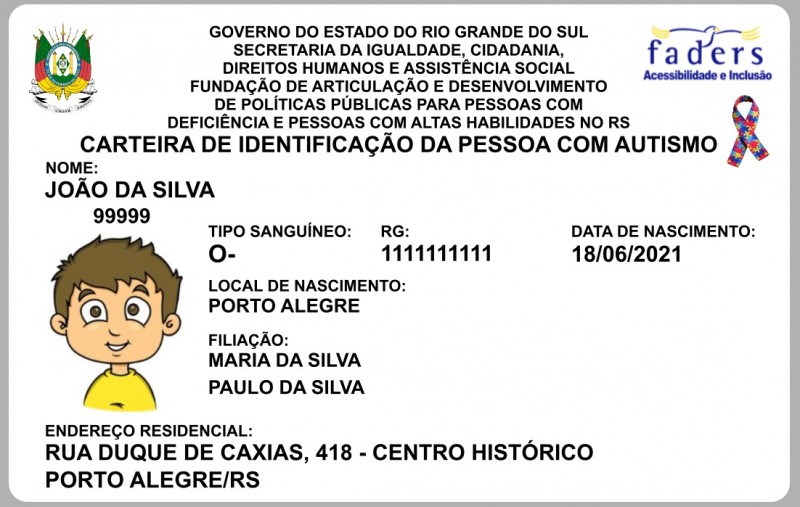 GOVERNO DO ESTADO DO RIO GRANDE DO SUL
SECRETARIA DA IGUALDADE, CIDADANIA,
DIREITOS HUMANOS E ASSISTÊNCIA SOCIAL
FUNDAÇÃO DE ARTICULAÇÃO E DESENVOLVIMENTO
DE POLÍTICAS PÚBLICAS PARA PESSOAS COM
DEFICIÊNCIA E PESSOAS COM ALTAS HABILIDADES NO RS
faders
Acessibilidade e Inclusão
CARTEIRA DE IDENTIFICAÇÃO DA PESSOA COM AUTISMO
NOME:
JOÃO DA SILVA
99999
TIPO SANGUÍNEO: RG: DATA DE NASCIMENTO:
O- 1111111111 18/06/2021
LOCAL DE NASCIMENTO:
PORTO ALEGRE
FILIAÇÃO:
MARIA DA SILVA
PAULO DA SILVA
ENDEREÇO RESIDENCIAL:
RUA DUQUE DE CAXIAS, 418 - CENTRO HISTÓRICO
PORTO ALEGRE/RS